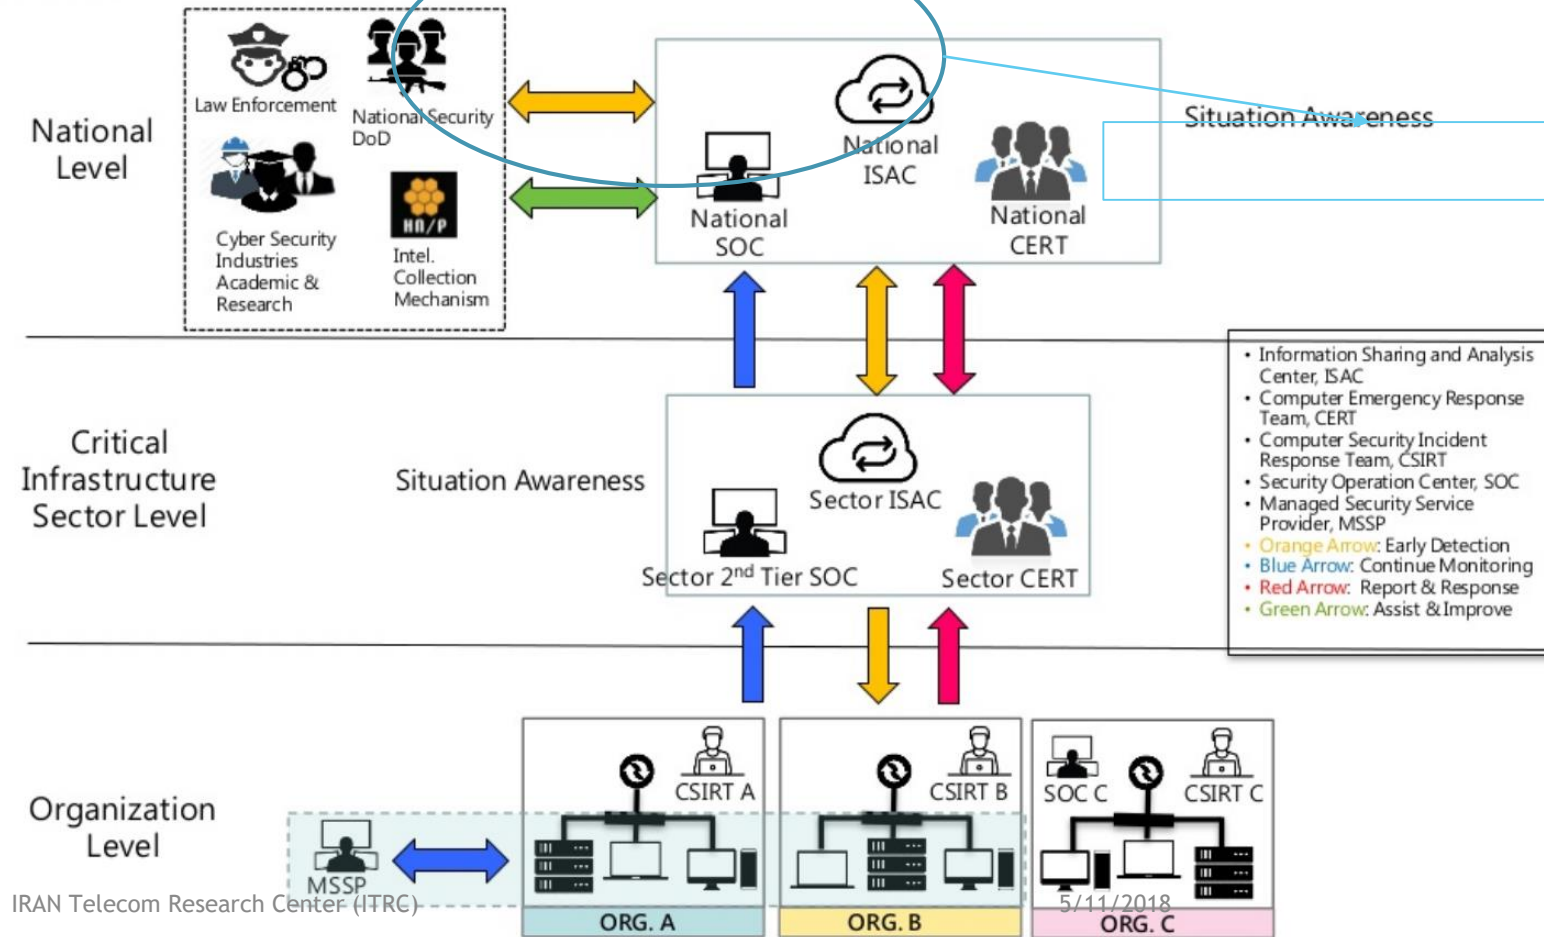 National
Level
Law Enforcement
National Security
DoD
Cyber Security
Industries
Academic &
Research
Intel.
Collection
Mechanism
National
SOC
National
ISAC
National
CERT
Situation Awareness
Critical
Infrastructure
Sector Level
Situation Awareness
Sector ISAC
Sector 2nd Tier SOC
Sector CERT
• Information Sharing and Analysis
Center, ISAC
• Computer Emergency Response
Team, CERT
• Computer Security Incident
Response Team, CSIRT
• Security Operation Center, SOC
• Managed Security Service
Provider, MSSP
• Orange Arrow: Early Detection
• Blue Arrow: Continue Monitoring
• Red Arrow: Report & Response
• Green Arrow: Assist & Improve
Organization
Level
MSSP
CSIRT A
ORG. A
CSIRT B
ORG. B
SOC C
CSIRT C
ORG. C
IRAN Telecom Research Center (ITRC)
5/11/2018